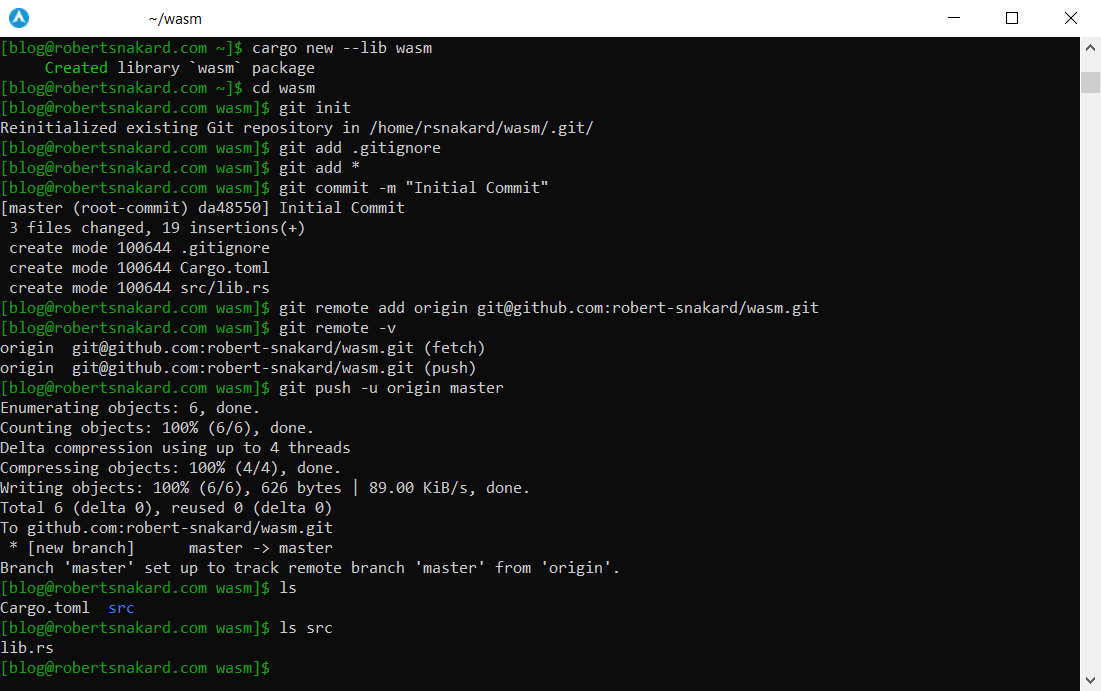 ~/wasm
[blog@robertsnakard.com ~]$ cargo new --lib wasm
     Created library `wasm` package
[blog@robertsnakard.com ~]$ cd wasm
[blog@robertsnakard.com wasm]$ git init
Reinitialized existing Git repository in /home/rsnakard/wasm/.git/
[blog@robertsnakard.com wasm]$ git add .gitignore
[blog@robertsnakard.com wasm]$ git add *
[blog@robertsnakard.com wasm]$ git commit -m "Initial Commit"
[master (root-commit) da48550] Initial Commit
 3 files changed, 19 insertions(+)
 create mode 100644 .gitignore
 create mode 100644 Cargo.toml
 create mode 100644 src/lib.rs
[blog@robertsnakard.com wasm]$ git remote add origin git@github.com:robert-snakard/wasm.git
[blog@robertsnakard.com wasm]$ git remote -v
origin  git@github.com:robert-snakard/wasm.git (fetch)
origin  git@github.com:robert-snakard/wasm.git (push)
[blog@robertsnakard.com wasm]$ git push -u origin master
Enumerating objects: 6, done.
Counting objects: 100% (6/6), done.
Delta compression using up to 4 threads
Compressing objects: 100% (4/4), done.
Writing objects: 100% (6/6), 626 bytes | 89.00 KiB/s, done.
Total 6 (delta 0), reused 0 (delta 0)
To github.com:robert-snakard/wasm.git
 * [new branch]      master -> master
Branch 'master' set up to track remote branch 'master' from 'origin'.
[blog@robertsnakard.com wasm]$ ls
Cargo.toml  src
[blog@robertsnakard.com wasm]$ ls src
lib.rs
[blog@robertsnakard.com wasm]$